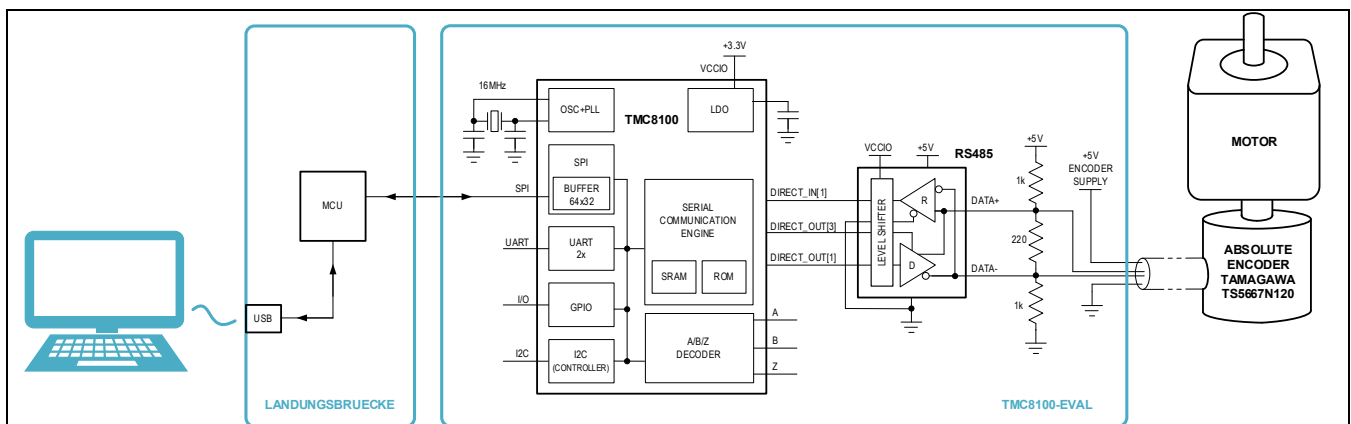 +3.3V
VCCIO
16MHz
OSC+PLL
TMC8100
LDO
SPI
BUFFER
64x32
SPI
MCU
SERIAL
COMMUNICATION
ENGINE
SRAM
ROM
UART
UART
2x
I/O
GPIO
I2C
I2C
(CONTROLLER)
A/B/Z
DECODER
A
B
Z
DIRECT_IN[1]
DIRECT_OUT[3]
DIRECT_OUT[1]
VCCIO
+5V
RS485
LEVEL SHIFTER
R
D
DATA+
DATA-
+5V
1k
220
1k
+5V
ENCODER
SUPPLY
MOTOR
ABSOLUTE
ENCODER
TAMAGAWA
TS5667N120
USB
LANDUNGSBRUECKE
TMC8100-EVAL